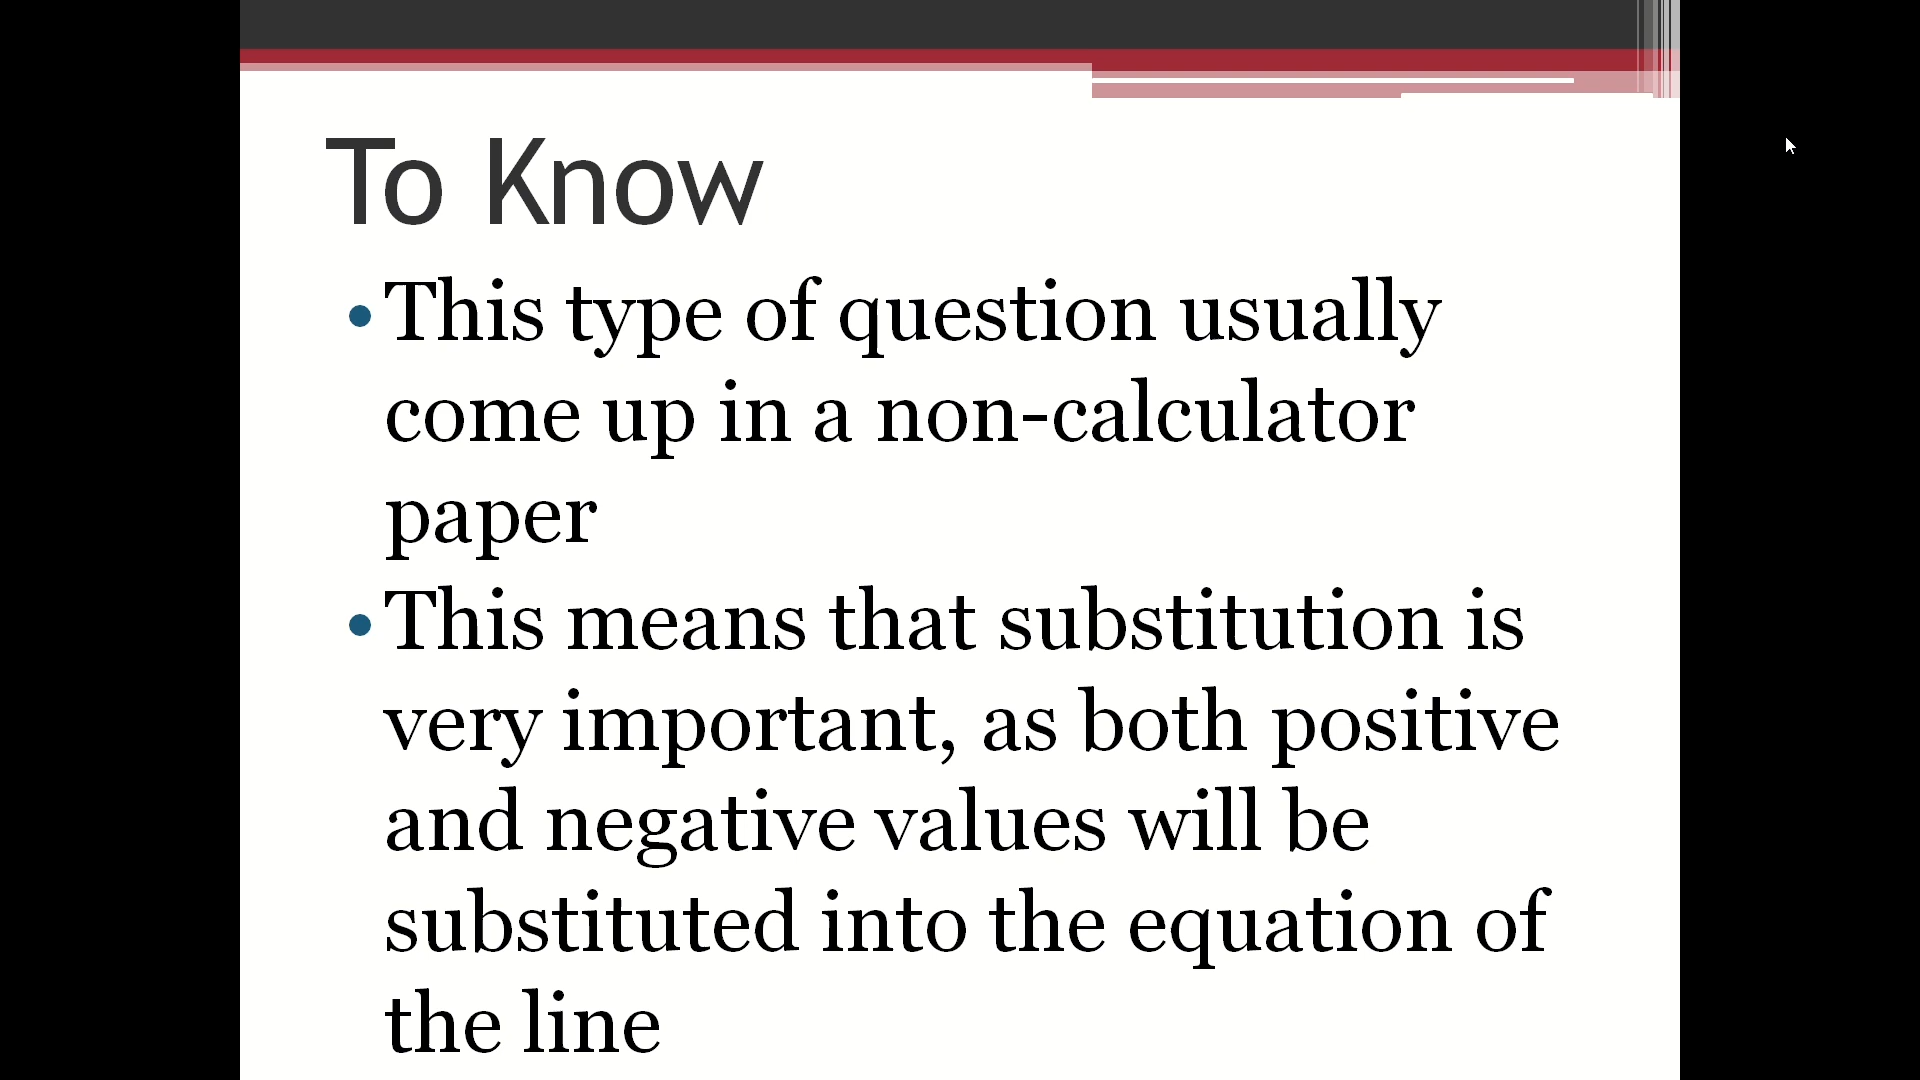 To Know
•This type of question usually
come up in a non-calculator
paper
•This means that substitution is
very important, as both positive
and negative values will be
substituted into the equation of
the line